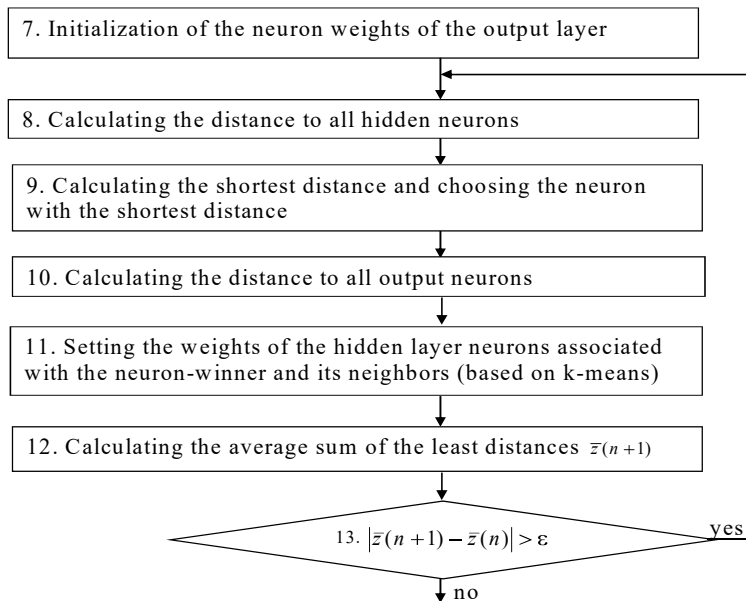 7. Initialization of the neuron weights of the output layer
8. Calculating the distance to all hidden neurons
9. Calculating the shortest distance and choosing the neuron
with the shortest distance
10. Calculating the distance to all output neurons
11. Setting the weights of the hidden layer neurons associated
with the neuron-winner and its neighbors (based on k-means)
12. Calculating the average sum of the least distances z̅(n+1)
13. |z̅(n+1) − z̅(n)| > ε
yes
no